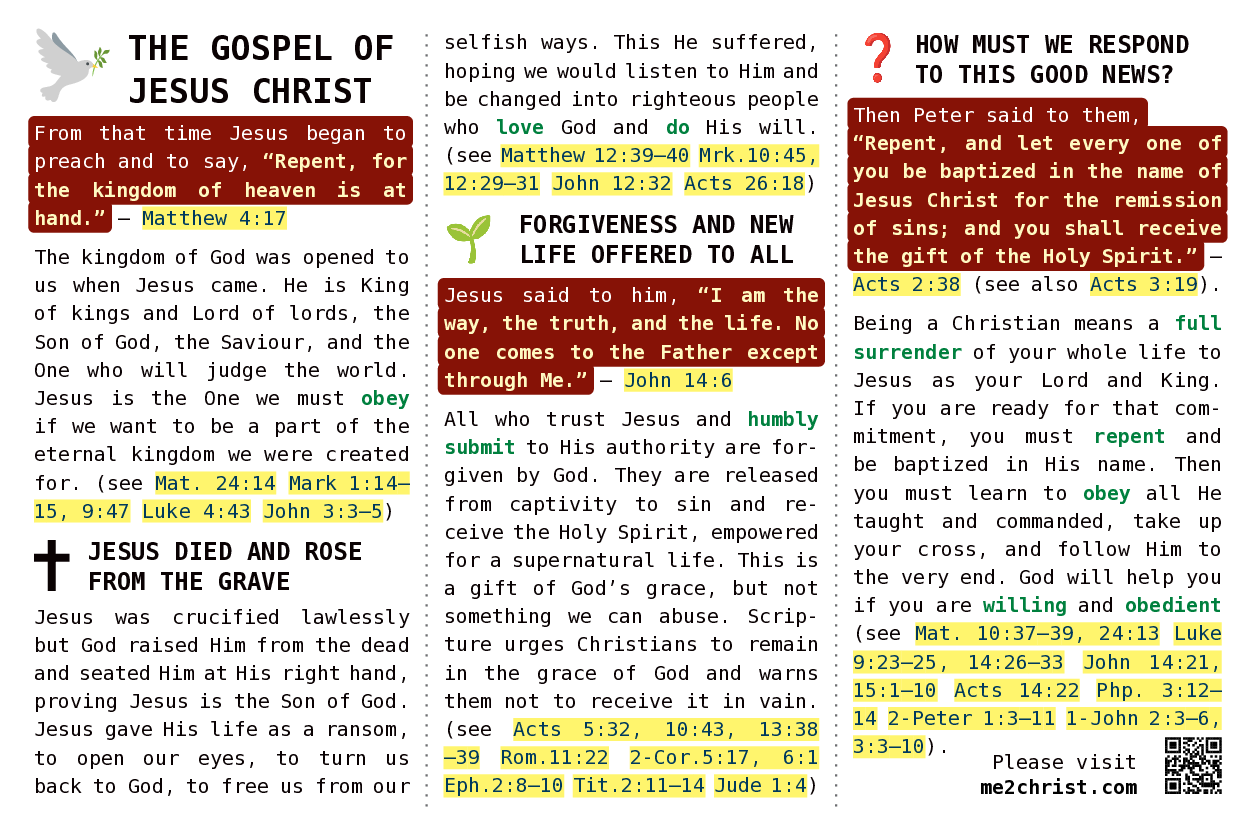 THE GOSPEL OF
JESUS CHRIST
From that time Jesus began to
preach and to say, “Repent, for
the kingdom of heaven is at
hand.” — Matthew 4:17
The kingdom of God was opened to
us when Jesus came. He is King
of kings and Lord of lords, the
Son of God, the Saviour, and the
One who will judge the world.
Jesus is the One we must obey
if we want to be a part of the
eternal kingdom we were created
for. (see Mat. 24:14 Mark 1:14–
15, 9:47 Luke 4:43 John 3:3–5)
JESUS DIED AND ROSE
FROM THE GRAVE
Jesus was crucified lawlessly
but God raised Him from the dead
and seated Him at His right hand,
proving Jesus is the Son of God.
Jesus gave His life as a ransom,
to open our eyes, to turn us
back to God, to free us from our
selfish ways. This He suffered,
hoping we would listen to Him and
be changed into righteous people
who love God and do His will.
(see Matthew 12:39–40 Mrk.10:45,
12:29–31 John 12:32 Acts 26:18)
FORGIVENESS AND NEW
LIFE OFFERED TO ALL
Jesus said to him, “I am the
way, the truth, and the life. No
one comes to the Father except
through Me.” — John 14:6
All who trust Jesus and humbly
submit to His authority are for-
given by God. They are released
from captivity to sin and re-
ceive the Holy Spirit, empowered
for a supernatural life. This is
a gift of God’s grace, but not
something we can abuse. Scrip-
ture urges Christians to remain
in the grace of God and warns
them not to receive it in vain.
(see Acts 5:32, 10:43, 13:38
–39 Rom.11:22 2-Cor.5:17, 6:1
Eph.2:8–10 Tit.2:11–14 Jude 1:4)
HOW MUST WE RESPOND
TO THIS GOOD NEWS?
Then Peter said to them,
“Repent, and let every one of
you be baptized in the name of
Jesus Christ for the remission
of sins; and you shall receive
the gift of the Holy Spirit.” —
Acts 2:38 (see also Acts 3:19).
Being a Christian means a full
surrender of your whole life to
Jesus as your Lord and King.
If you are ready for that com-
mitment, you must repent and
be baptized in His name. Then
you must learn to obey all He
taught and commanded, take up
your cross, and follow Him to
the very end. God will help you
if you are willing and obedient
(see Mat. 10:37–39, 24:13 Luke
9:23–25, 14:26–33 John 14:21,
15:1–10 Acts 14:22 Php. 3:12–
14 2-Peter 1:3–11 1-John 2:3–6,
3:3–10).
Please visit
me2christ.com